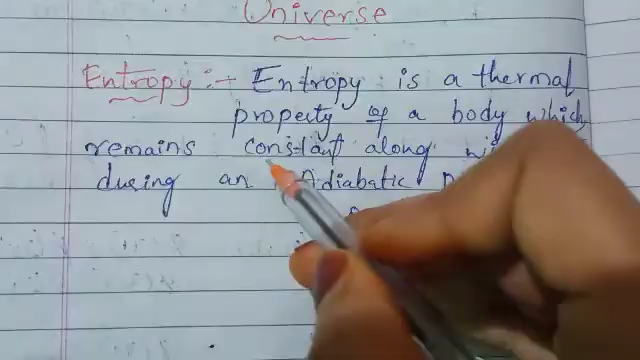 Universe
Entropy :- Entropy is a thermal
property of a body which
remains constant along
during an Adiabatic